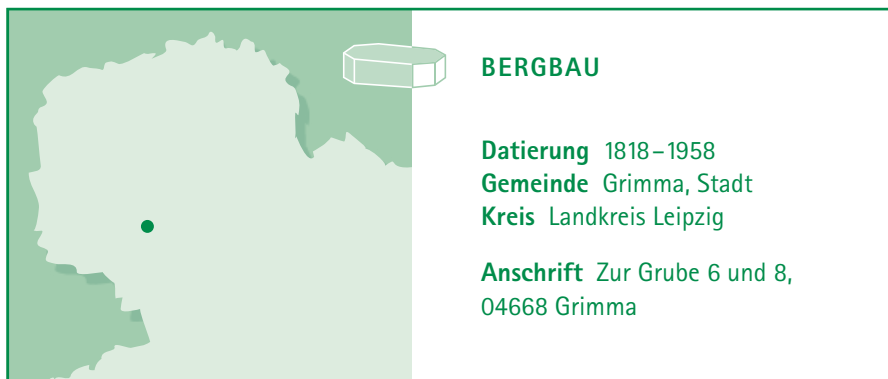 BERGBAU
Datierung 1818–1958
Gemeinde Grimma, Stadt
Kreis Landkreis Leipzig
Anschrift Zur Grube 6 und 8,
04668 Grimma